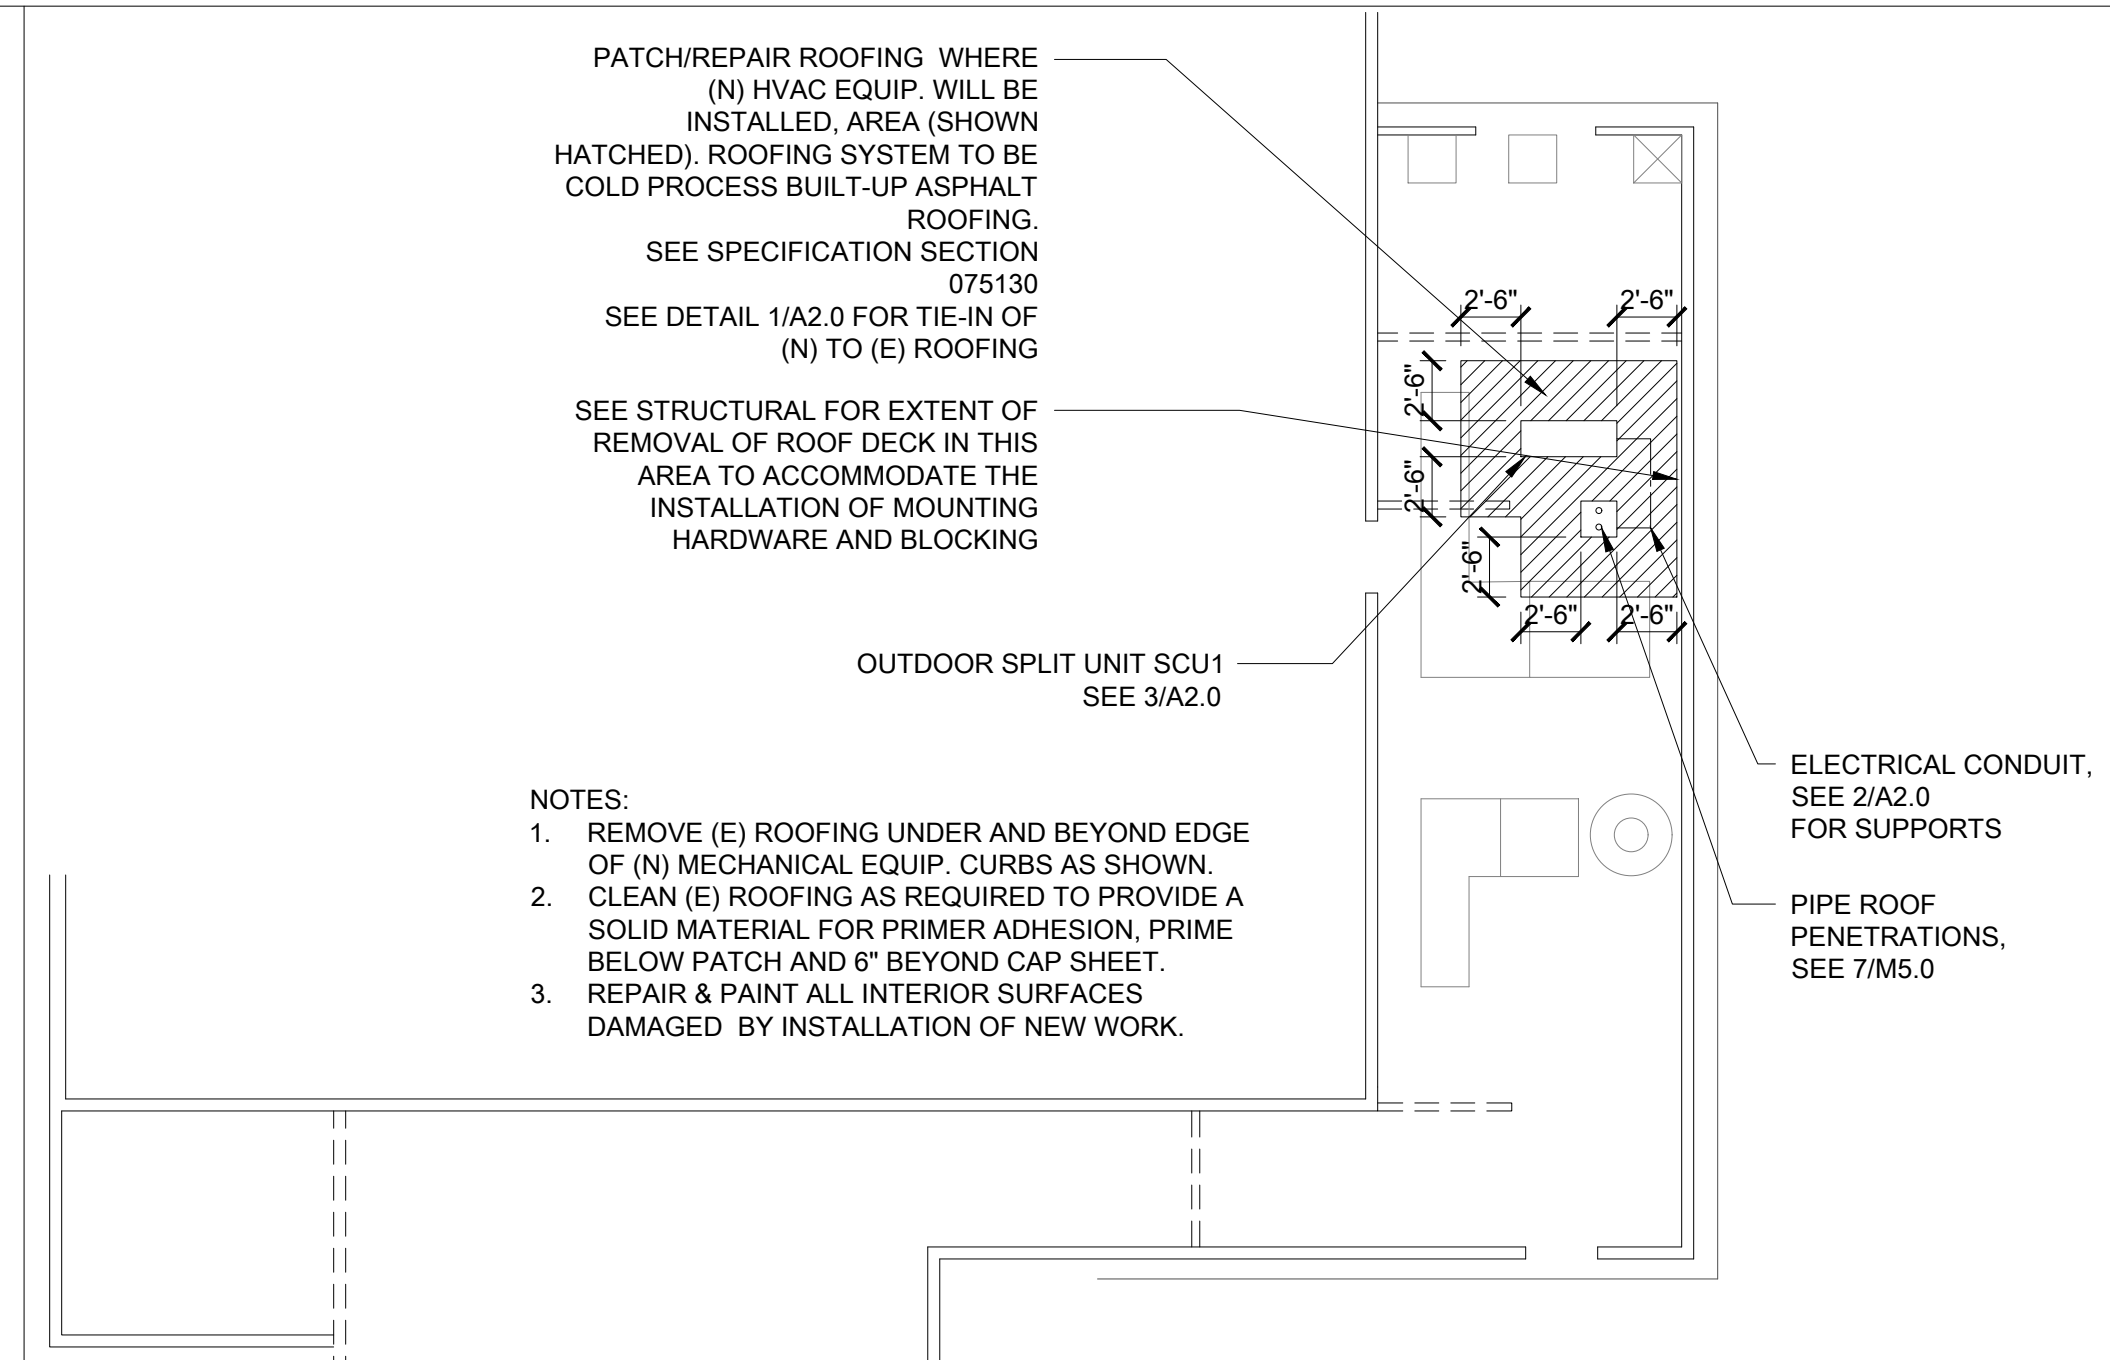 PATCH/REPAIR ROOFING  WHERE
(N) HVAC EQUIP. WILL BE
INSTALLED, AREA (SHOWN
HATCHED). ROOFING SYSTEM TO BE
COLD PROCESS BUILT-UP ASPHALT
ROOFING.
SEE SPECIFICATION SECTION
075130
SEE DETAIL 1/A2.0 FOR TIE-IN OF
(N) TO (E) ROOFING
SEE STRUCTURAL FOR EXTENT OF
REMOVAL OF ROOF DECK IN THIS
AREA TO ACCOMMODATE THE
INSTALLATION OF MOUNTING
HARDWARE AND BLOCKING
2'-6"
2'-6"
2'-6"
2'-6"
2'-6"
2'-6"
2'-6"
OUTDOOR SPLIT UNIT SCU1
SEE 3/A2.0
ELECTRICAL CONDUIT,
SEE 2/A2.0
FOR SUPPORTS
PIPE ROOF
PENETRATIONS,
SEE 7/M5.0
NOTES:
1. REMOVE (E) ROOFING UNDER AND BEYOND EDGE
OF (N) MECHANICAL EQUIP. CURBS AS SHOWN.
2. CLEAN (E) ROOFING AS REQUIRED TO PROVIDE A
SOLID MATERIAL FOR PRIMER ADHESION, PRIME
BELOW PATCH AND 6" BEYOND CAP SHEET.
3. REPAIR & PAINT ALL INTERIOR SURFACES
DAMAGED  BY INSTALLATION OF NEW WORK.